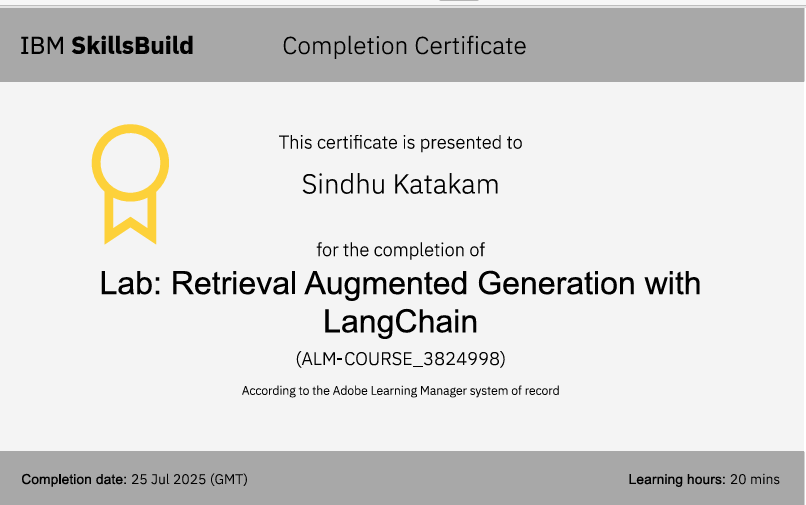 IBM SkillsBuild
Completion Certificate
This certificate is presented to
Sindhu Katakam
for the completion of
Lab: Retrieval Augmented Generation with
LangChain
(ALM-COURSE_3824998)
According to the Adobe Learning Manager system of record
Completion date: 25 Jul 2025 (GMT)
Learning hours: 20 mins